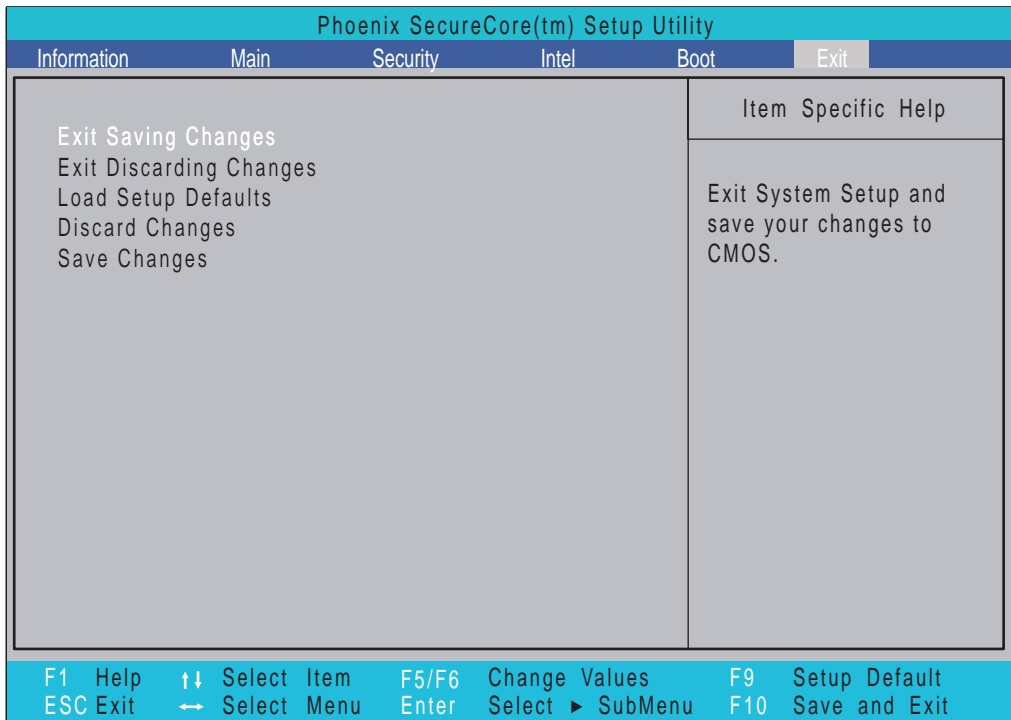 Phoenix SecureCore(tm) Setup Utility
Information Main Security Intel Boot Exit
Item Specific Help
Exit Saving Changes
Exit Discarding Changes
Load Setup Defaults
Discard Changes
Save Changes
Exit System Setup and
save your changes to
CMOS.
F1 Help ↑↓ Select Item F5/F6 Change Values F9 Setup Default
ESC Exit ↔ Select Menu Enter Select ► SubMenu F10 Save and Exit